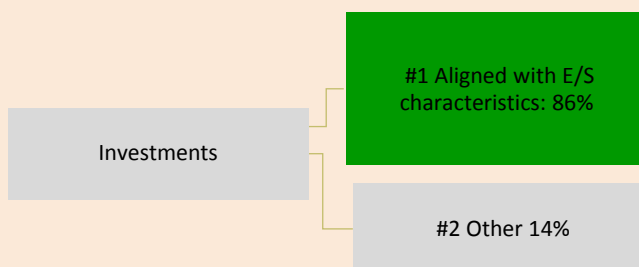 #1 Aligned with E/S
characteristics: 86%
Investments
#2 Other 14%